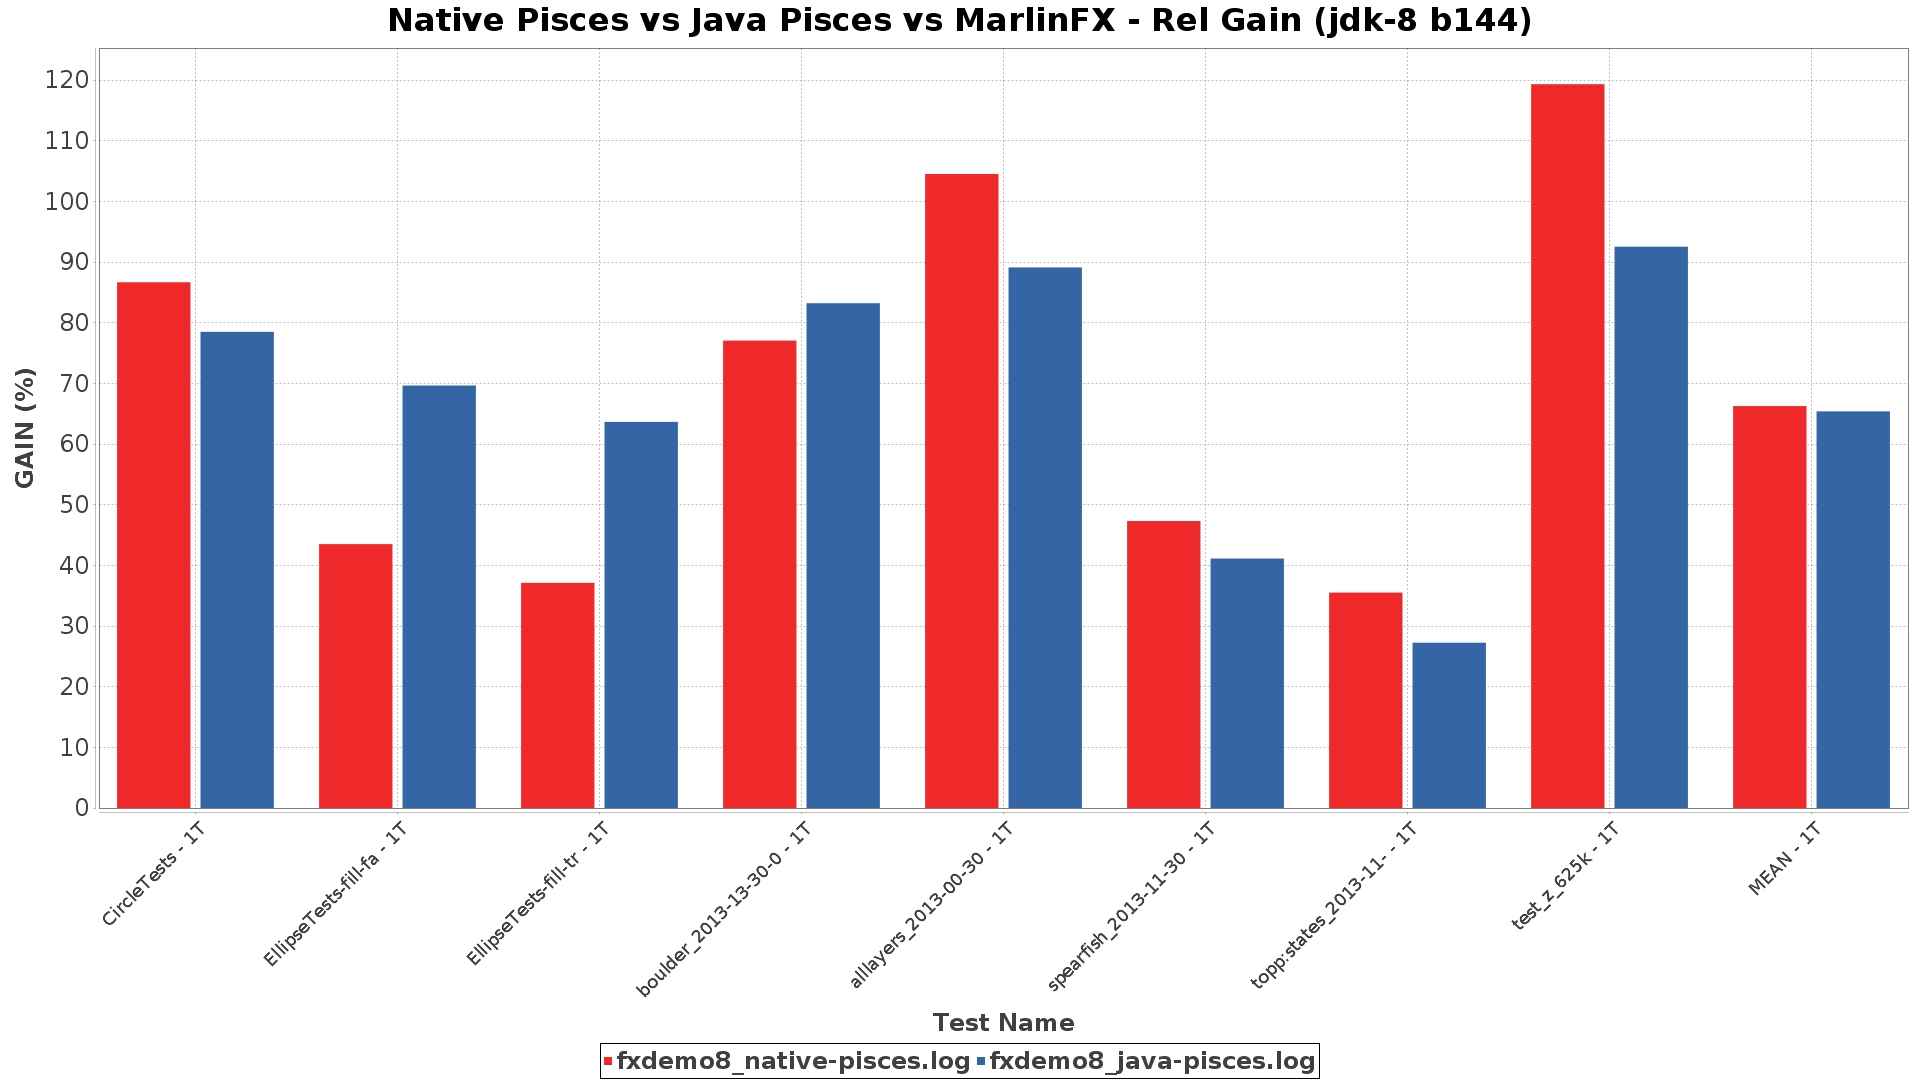 Native Pisces vs Java Pisces vs MarlinFX - Rel Gain (jdk-8 b144)
GAIN (%)
120
110
100
90
80
70
60
50
40
30
20
10
0
CircleTests - 1T
EllipseTests-fill-fa - 1T
EllipseTests-fill-tr - 1T
boulder_2013-13-30-0 - 1T
alllayers_2013-00-30 - 1T
spearfish_2013-11-30 - 1T
topp:states_2013-11- - 1T
test_z_625k - 1T
MEAN - 1T
Test Name
fxdemo8_native-pisces.log fxdemo8_java-pisces.log